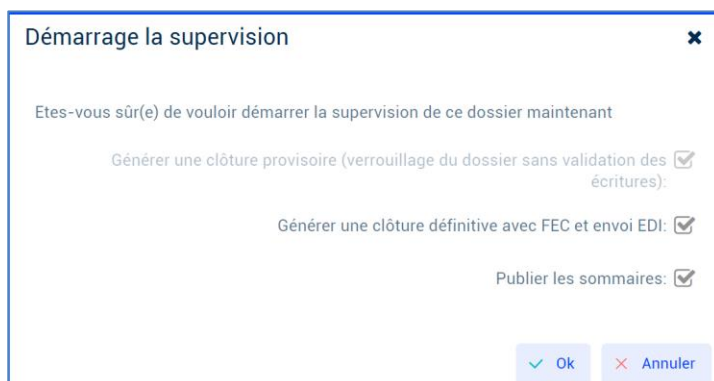 Démarrage la supervision
Etes-vous sûr(e) de vouloir démarrer la supervision de ce dossier maintenant
Générer une clôture provisoire (verrouillage du dossier sans validation des
écritures):
Générer une clôture définitive avec FEC et envoi EDI:
Publier les sommaires:
Ok Annuler